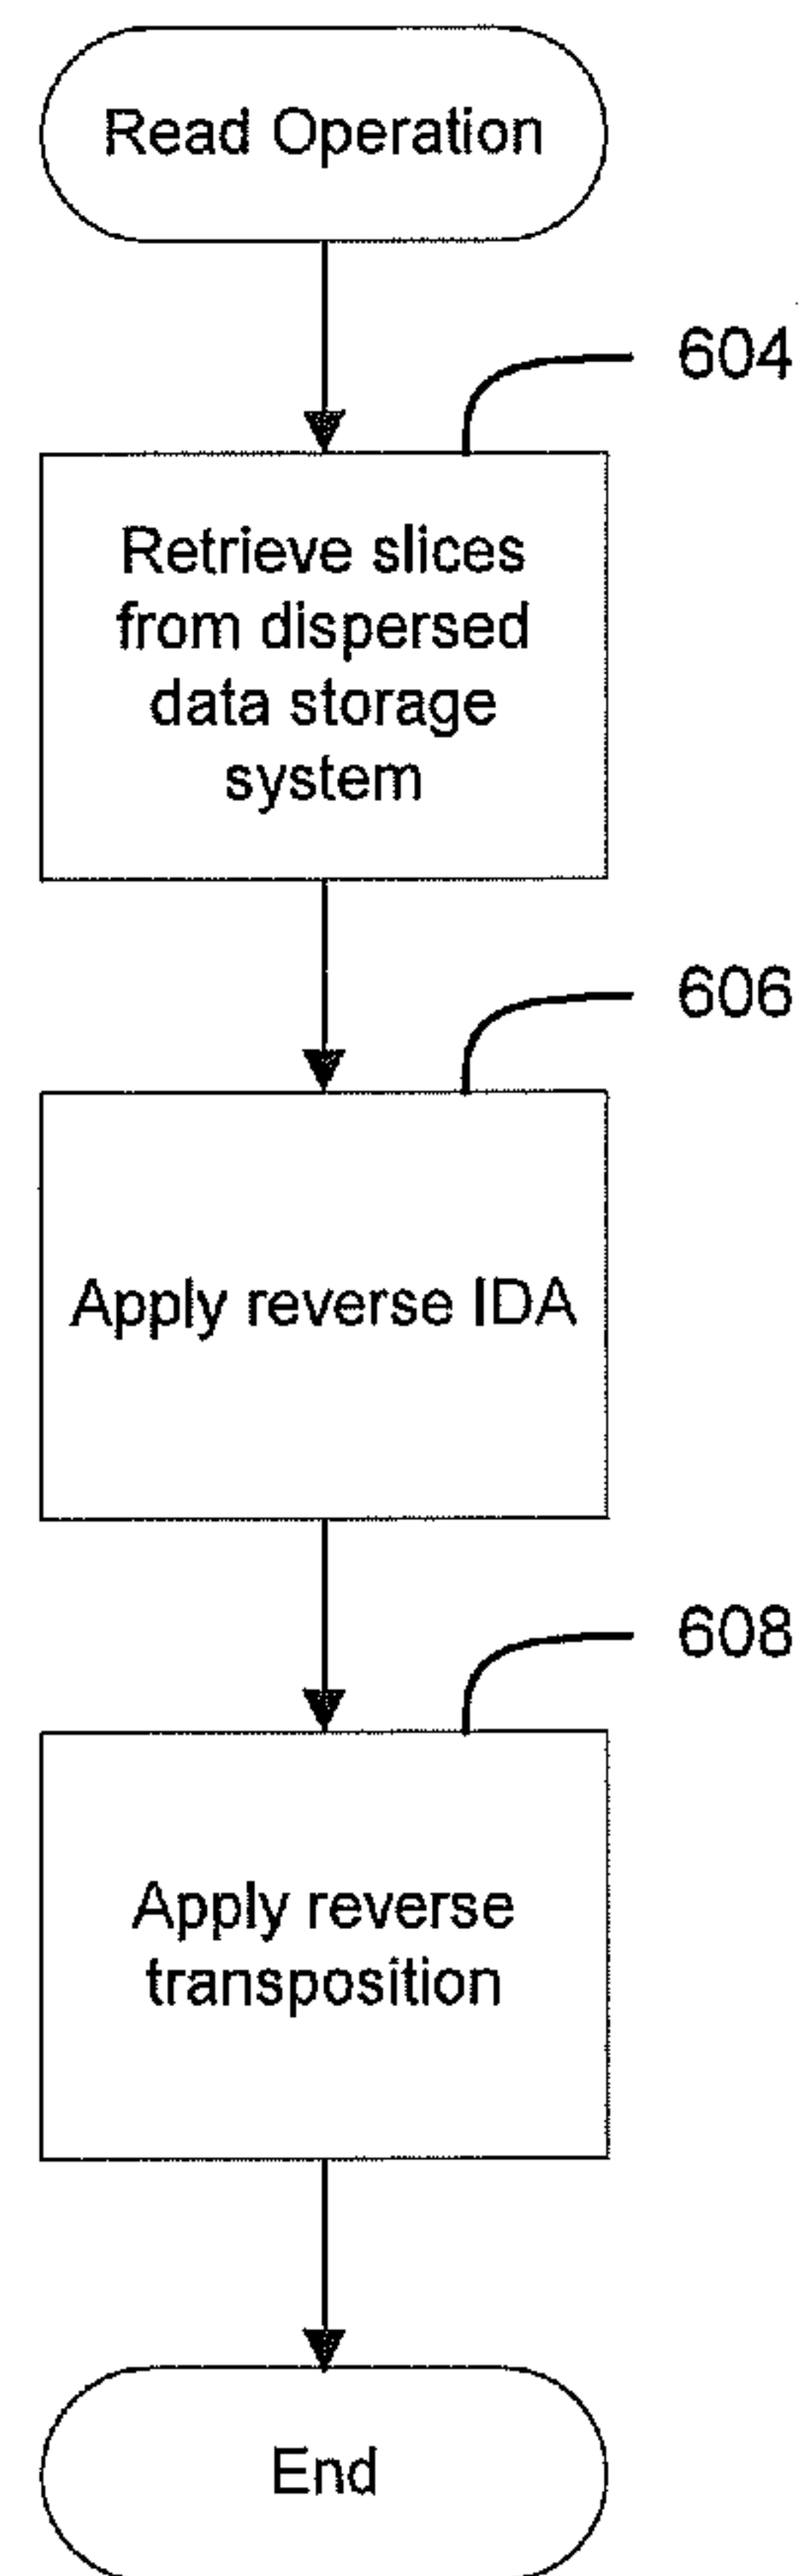 Read Operation
604
Retrieve slices
from dispersed
data storage
system
606
Apply reverse IDA
608
Apply reverse
transposition
End